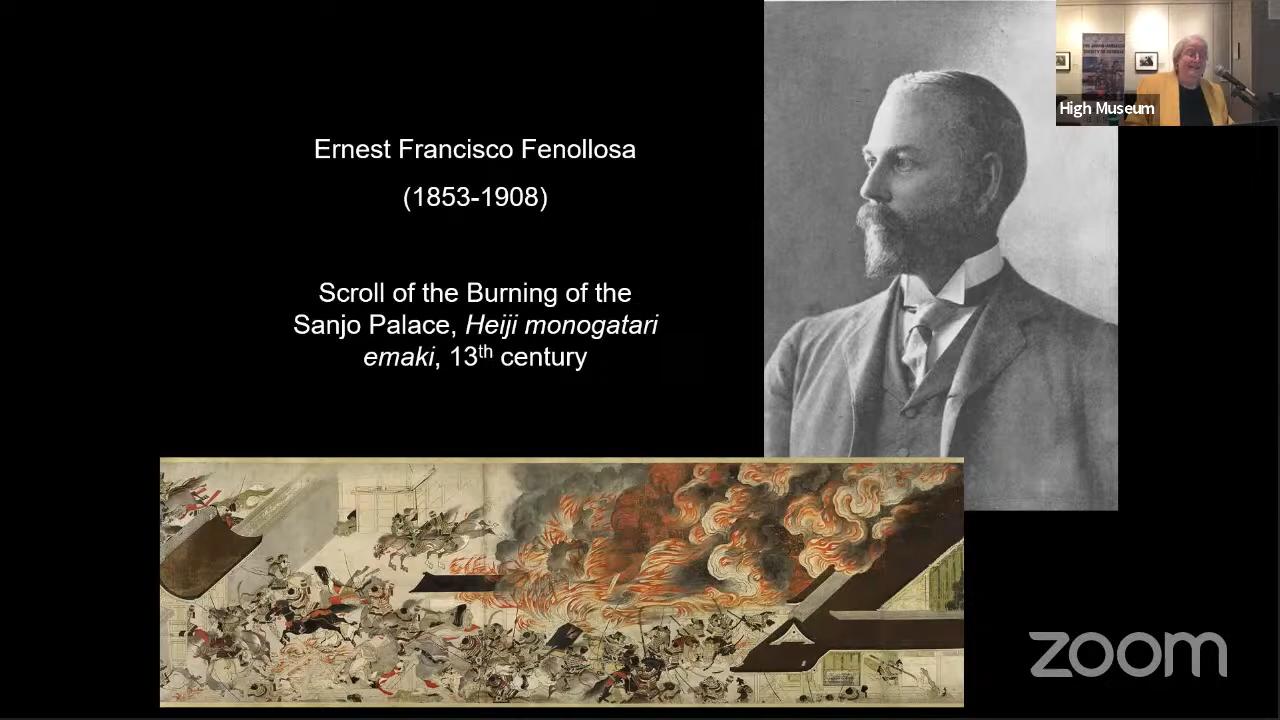 Ernest Francisco Fenollosa
(1853-1908)
Scroll of the Burning of the
Sanjo Palace, Heiji monogatari
emaki, 13th century
High Museum
zoom